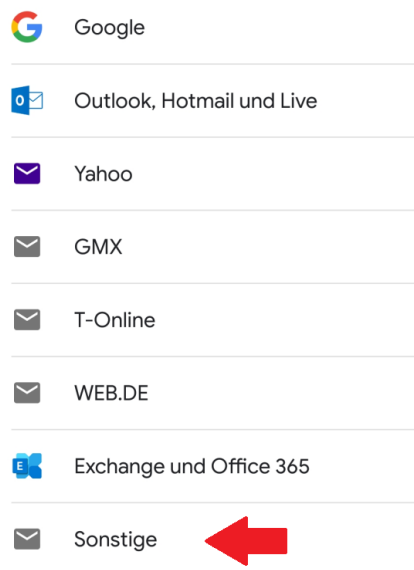 Google
Outlook, Hotmail und Live
Yahoo
GMX
T-Online
WEB.DE
Exchange und Office 365
Sonstige